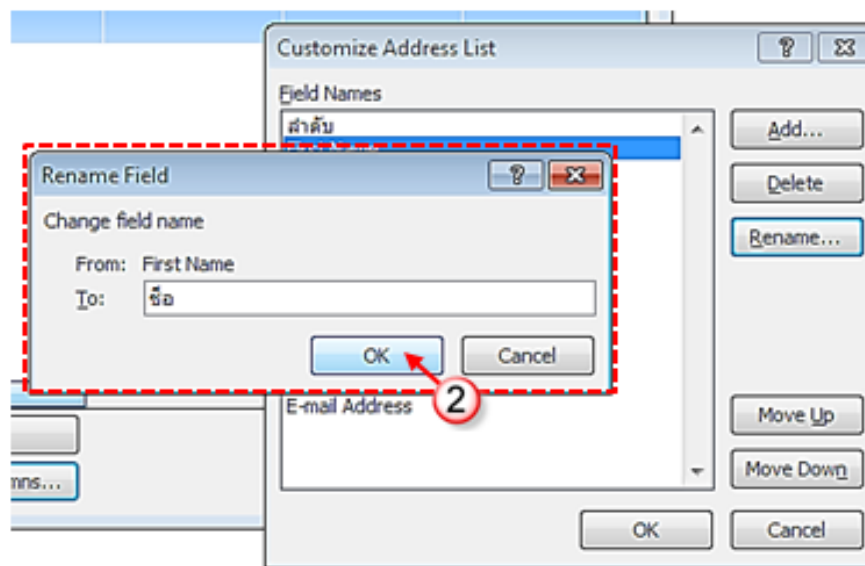 Customize Address List
Field Names
ลำดับ
Add...
Delete
Rename...
Rename Field
Change field name
From: First Name
To: ชื่อ
OK Cancel
2
E-mail Address
Move Up
Move Down
mns...
OK Cancel